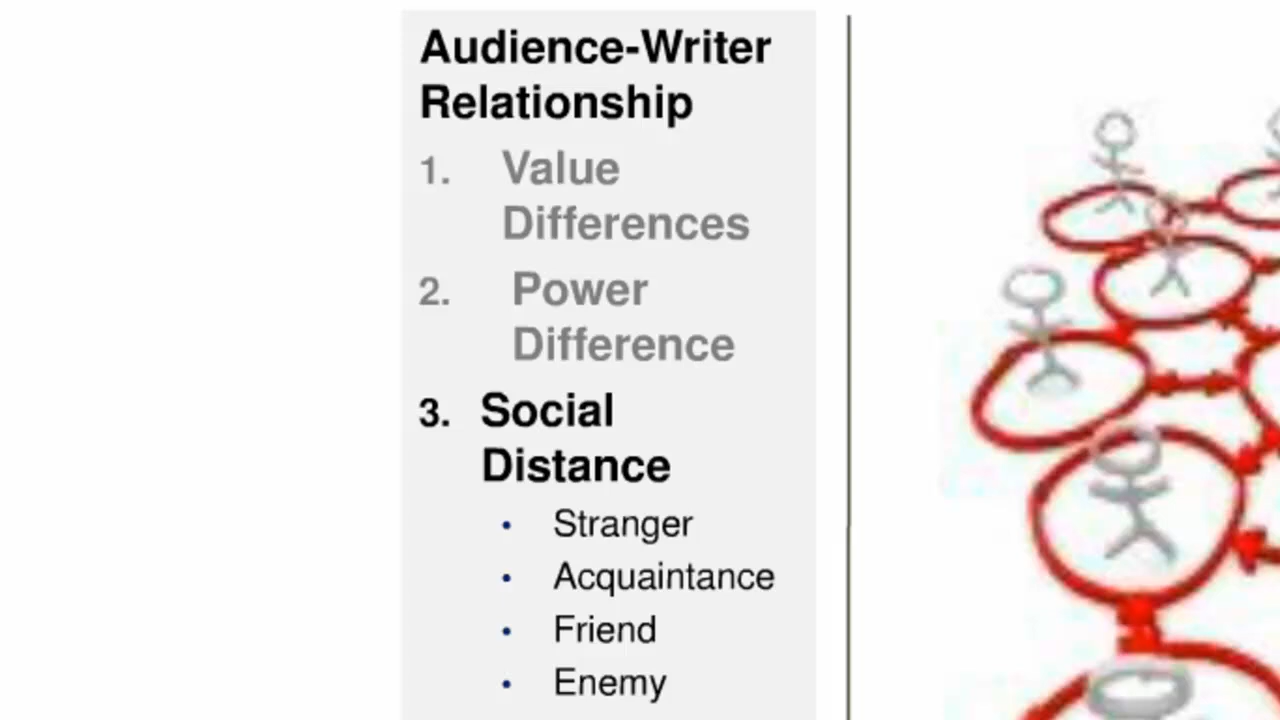 Audience-Writer
Relationship
1. Value
Differences
2. Power
Difference
3. Social
Distance
• Stranger
• Acquaintance
• Friend
• Enemy